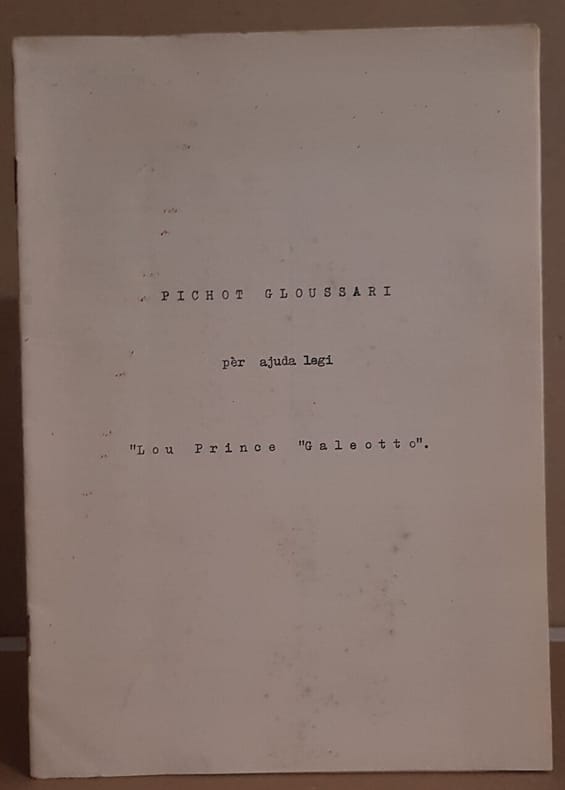 PICHOT GLOUSSARI
pèr ajuda legi
"Lou Prince "Galeotto".